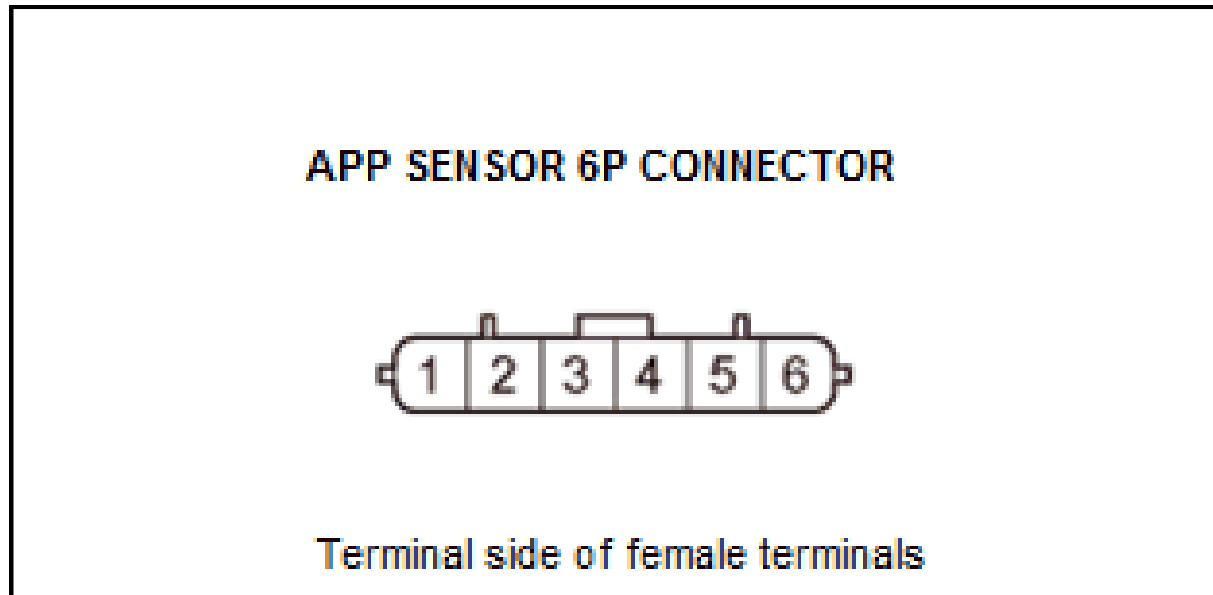 APP SENSOR 6P CONNECTOR
1 2 3 4 5 6
Terminal side of female terminals